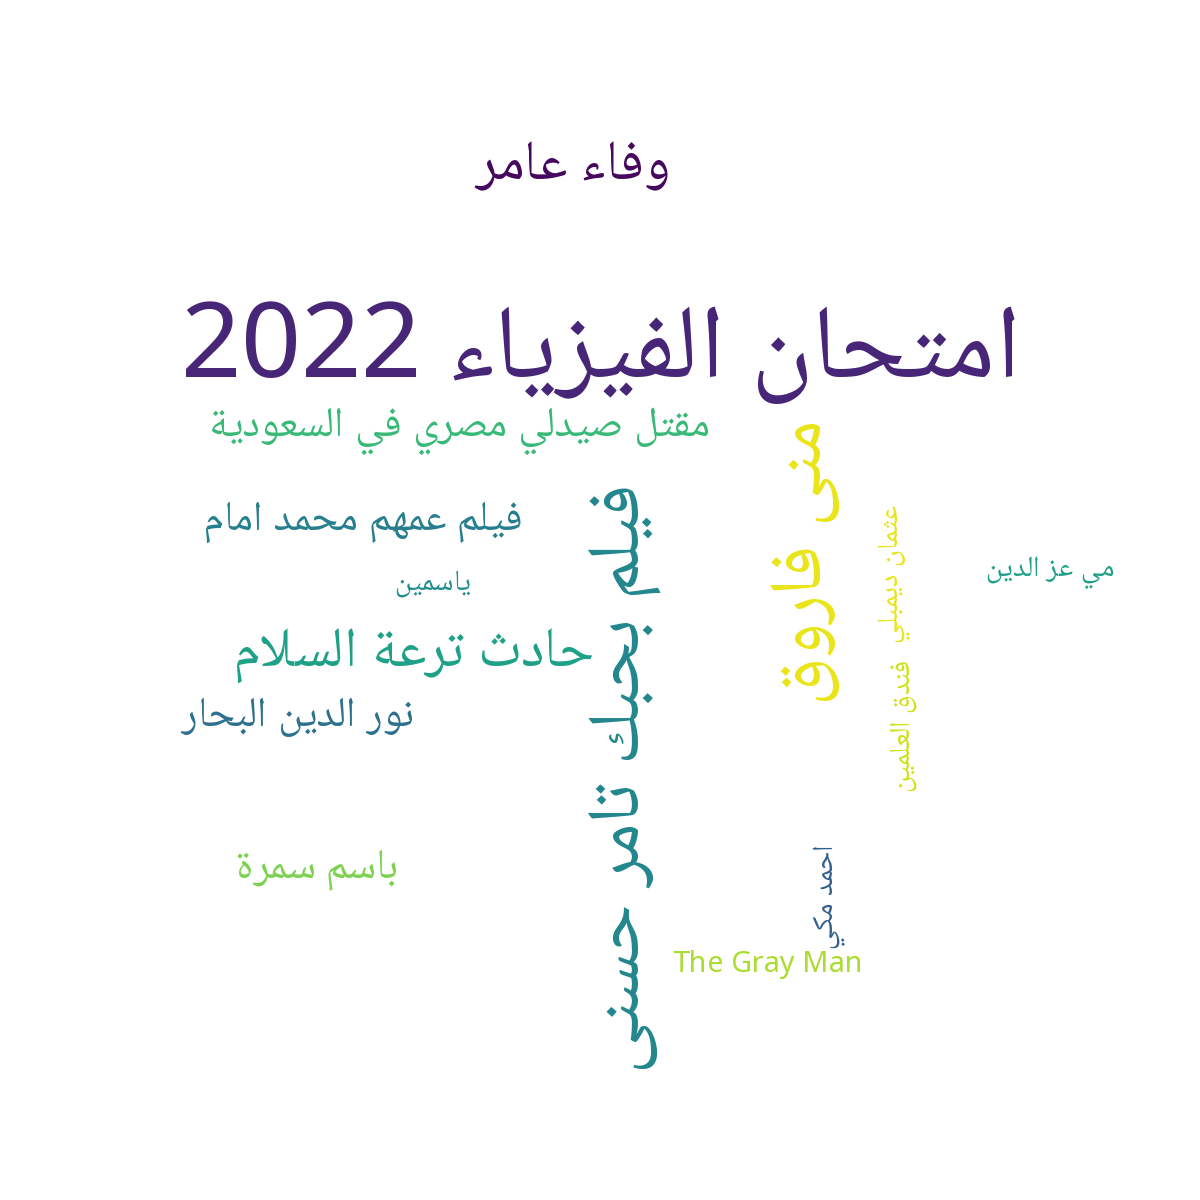 وفاء عامر
امتحان الفيزياء 2022
مقتل صيدلي مصري في السعودية
منى فاروق
فيلم بحبك تامر حسنى
فيلم عمهم محمد امام
عثمان ديمبلي
مي عز الدين
ياسمين
حادث ترعة السلام
فندق العلمين
نور الدين البحار
باسم سمرة
احمد مكي
The Gray Man